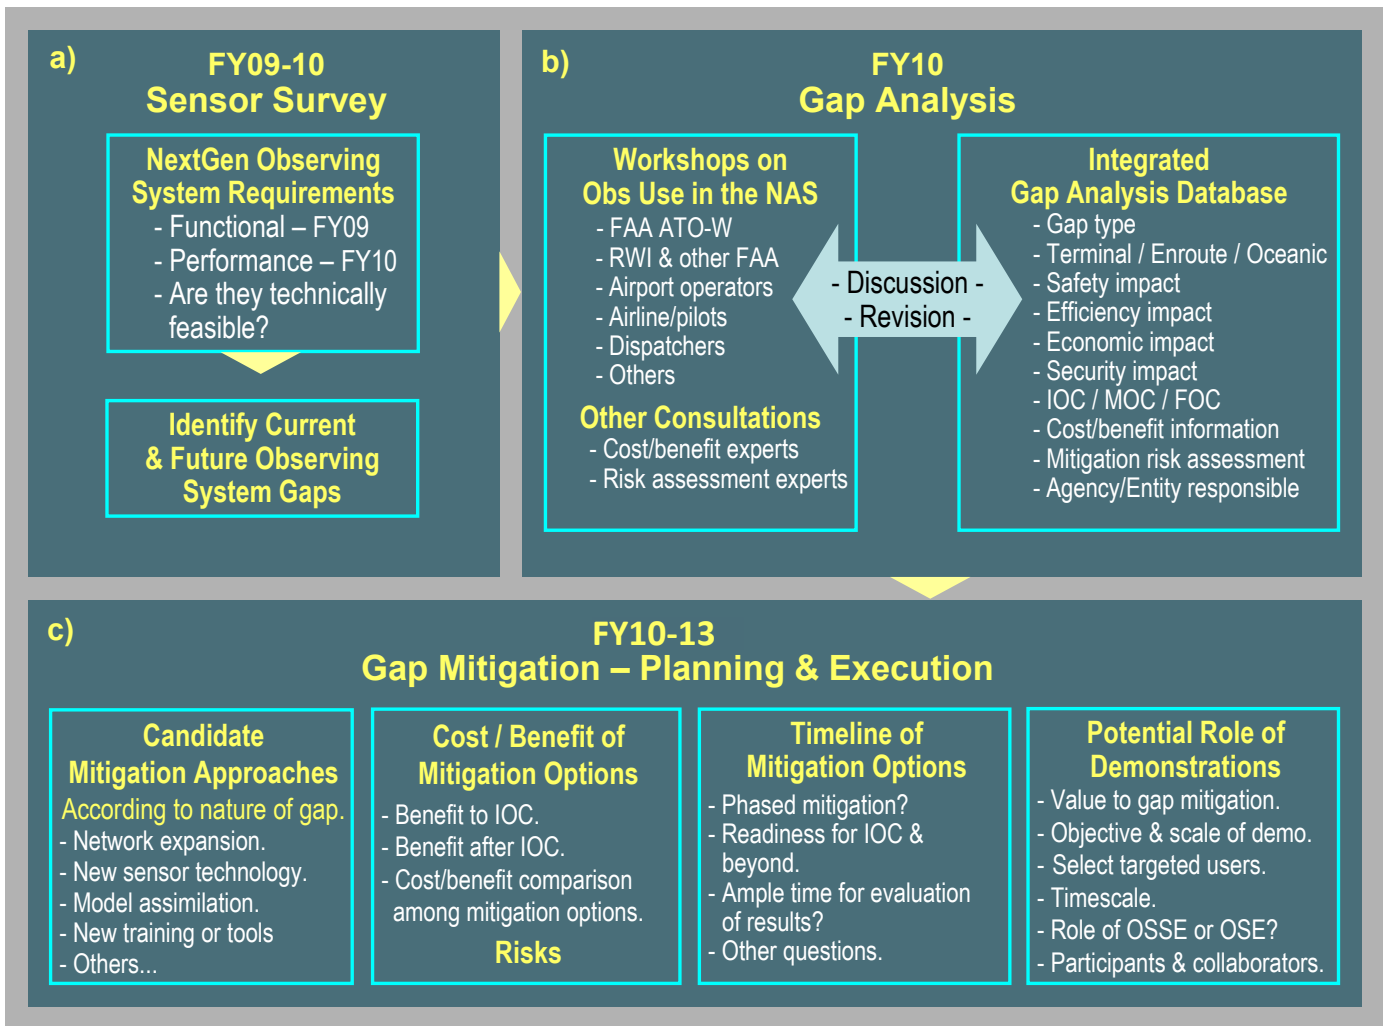 a)
FY09-10
Sensor Survey
NextGen Observing
System Requirements
- Functional – FY09
- Performance – FY10
- Are they technically
feasible?
Identify Current
& Future Observing
System Gaps
b)
FY10
Gap Analysis
Workshops on
Obs Use in the NAS
- FAA ATO-W
- RWI & other FAA
- Airport operators
- Airline/pilots
- Dispatchers
- Others
Other Consultations
- Cost/benefit experts
- Risk assessment experts
- Discussion -
- Revision -
Integrated
Gap Analysis Database
- Gap type
- Terminal / Enroute / Oceanic
- Safety impact
- Efficiency impact
- Economic impact
- Security impact
- IOC / MOC / FOC
- Cost/benefit information
- Mitigation risk assessment
- Agency/Entity responsible
c)
FY10-13
Gap Mitigation – Planning & Execution
Candidate
Mitigation Approaches
According to nature of gap.
- Network expansion.
- New sensor technology.
- Model assimilation.
- New training or tools
- Others...
Cost / Benefit of
Mitigation Options
- Benefit to IOC.
- Benefit after IOC.
- Cost/benefit comparison
among mitigation options.
Risks
Timeline of
Mitigation Options
- Phased mitigation?
- Readiness for IOC &
beyond.
- Ample time for evaluation
of results?
- Other questions.
Potential Role of
Demonstrations
- Value to gap mitigation.
- Objective & scale of demo.
- Select targeted users.
- Timescale.
- Role of OSSE or OSE?
- Participants & collaborators.